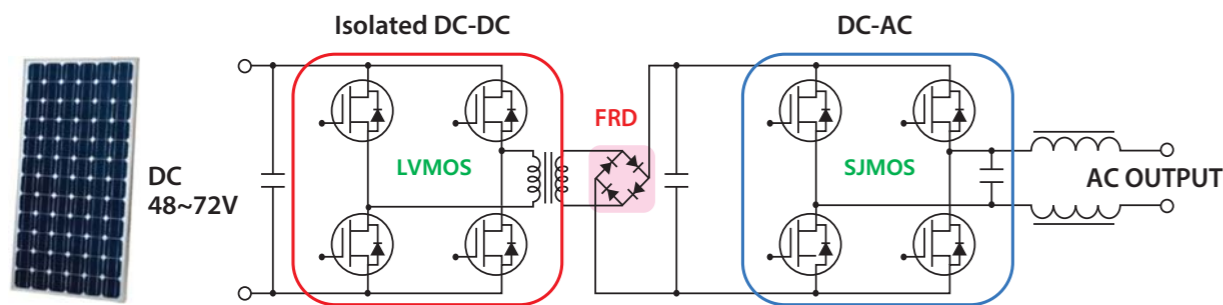 Isolated DC-DC
DC-AC
FRD
DC
48~72V
LVMOS
SJMOS
AC OUTPUT